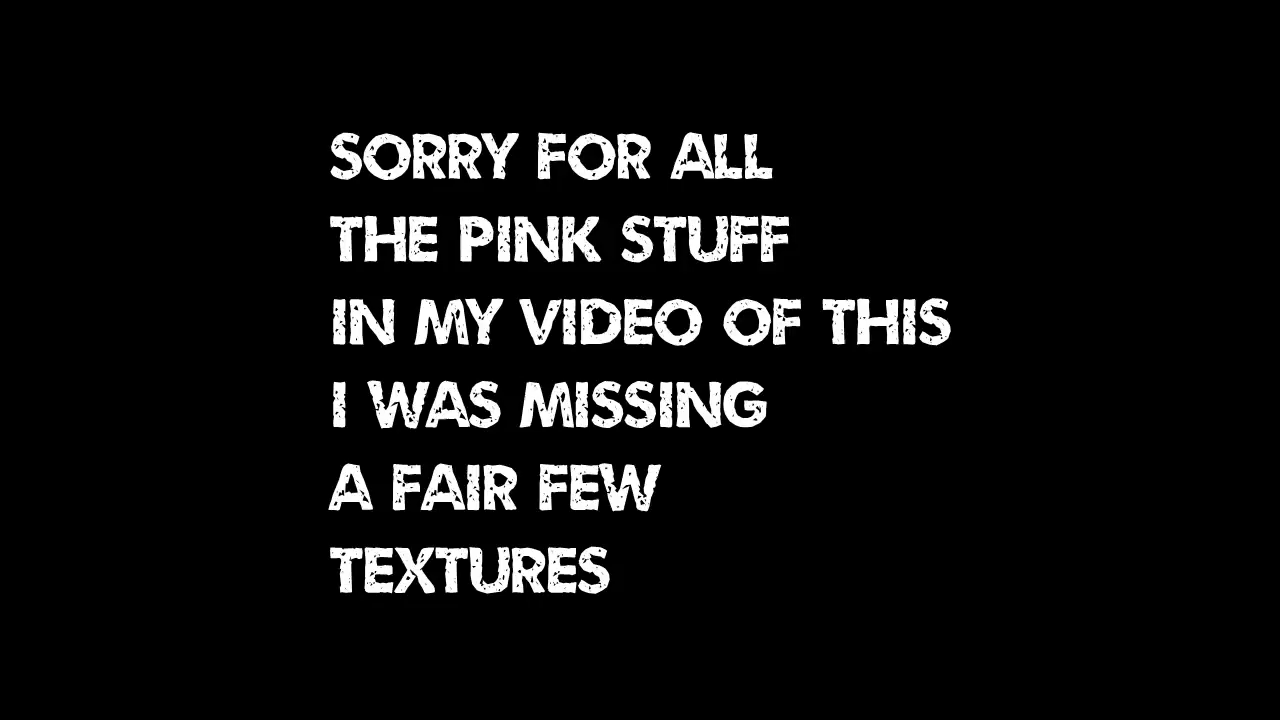 SORRY FOR ALL
THE PINK STUFF
IN MY VIDEO OF THIS
I WAS MISSING
A FAIR FEW
TEXTURES